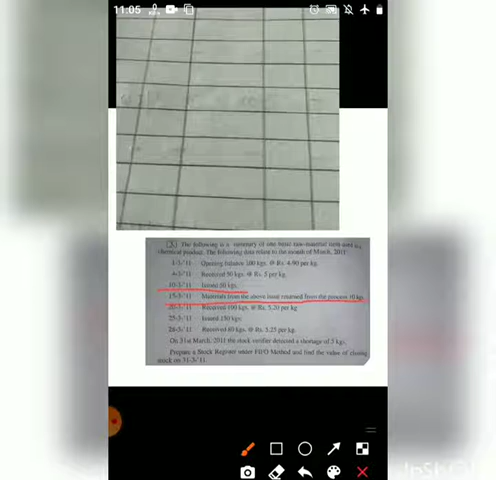 11:05
3. The following is a summary of one basic raw-material item used in a
chemical product. The following data relate to the month of March, 2011
1-3-'11 Opening balance 100 kgs. @ Rs. 4.90 per kg.
4-3-'11 Received 50 kgs. @ Rs. 5 per kg.
10-3-'11 Issued 80 kgs.
15-3-'11 Materials from the above issue returned from the process 10 kgs.
20-3-'11 Received 100 kgs. @ Rs. 5.20 per kg
25-3-'11 Issued 150 kgs.
28-3-'11 Received 60 kgs. @ Rs. 5.25 per kg.
On 31st March, 2011 the stock verifier detected a shortage of 5 kgs.
Prepare a Stock Register under FIFO Method and find the value of closing
stock on 31-3-'11.